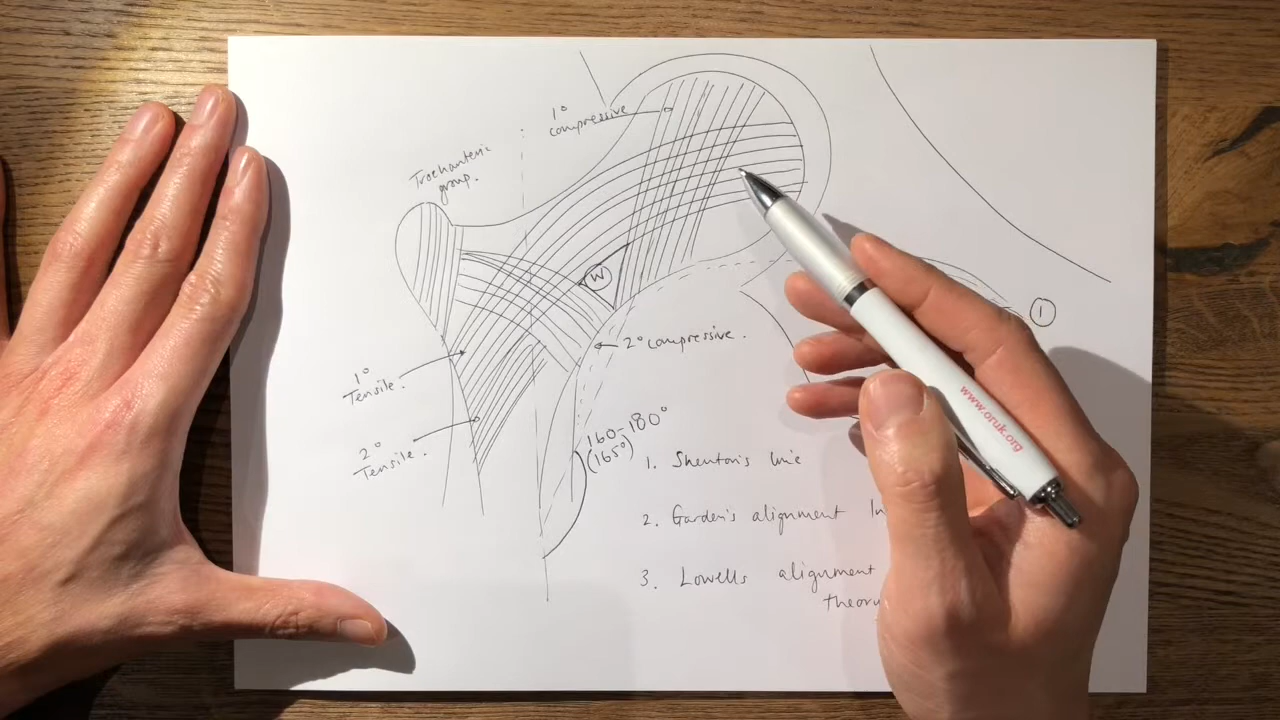 1°
compressive
Trochanteric
group.
W
1
2° compressive.
1°
Tensile.
2°
Tensile.
160-180°
(165°)
1. Shenton's line
2. Garden's alignment
3. Lowells alignment
theory
www.oruk.org